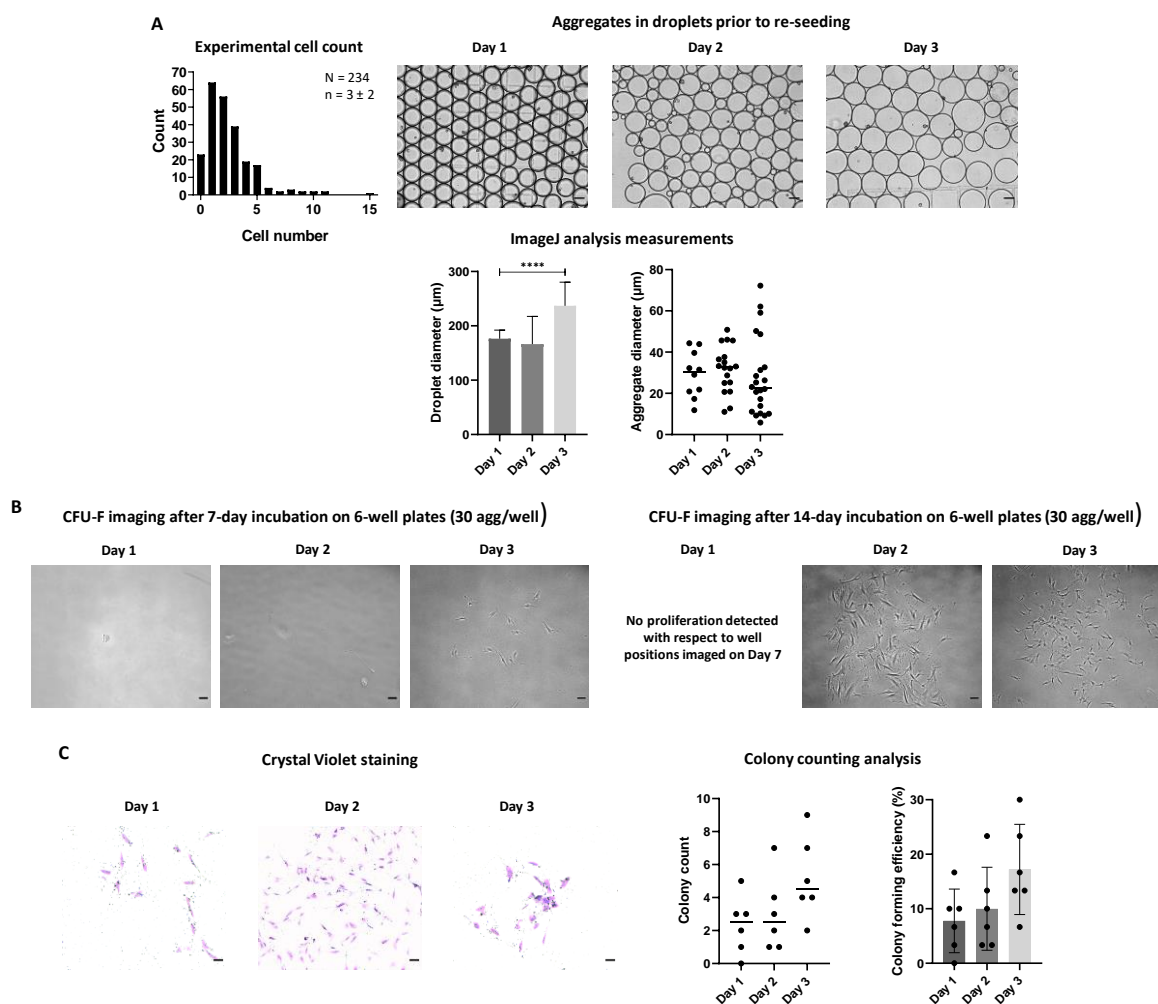 A
Aggregates in droplets prior to re-seeding
Experimental cell count
Day 1
Day 2
Day 3
N = 234
n = 3 ± 2
Count
70
60
50
40
30
20
10
0
0
5
10
15
Cell number
ImageJ analysis measurements
Droplet diameter (µm)
300
200
100
0
****
Day 1
Day 2
Day 3
Aggregate diameter (µm)
80
60
40
20
0
Day 1
Day 2
Day 3
B
CFU-F imaging after 7-day incubation on 6-well plates (30 agg/well)
Day 1
Day 2
Day 3
CFU-F imaging after 14-day incubation on 6-well plates (30 agg/well)
Day 1
Day 2
Day 3
No proliferation detected
with respect to well
positions imaged on Day 7
C
Crystal Violet staining
Day 1
Day 2
Day 3
Colony counting analysis
Colony count
10
8
6
4
2
0
Day 1
Day 2
Day 3
Colony forming efficiency (%)
30
20
10
0
Day 1
Day 2
Day 3